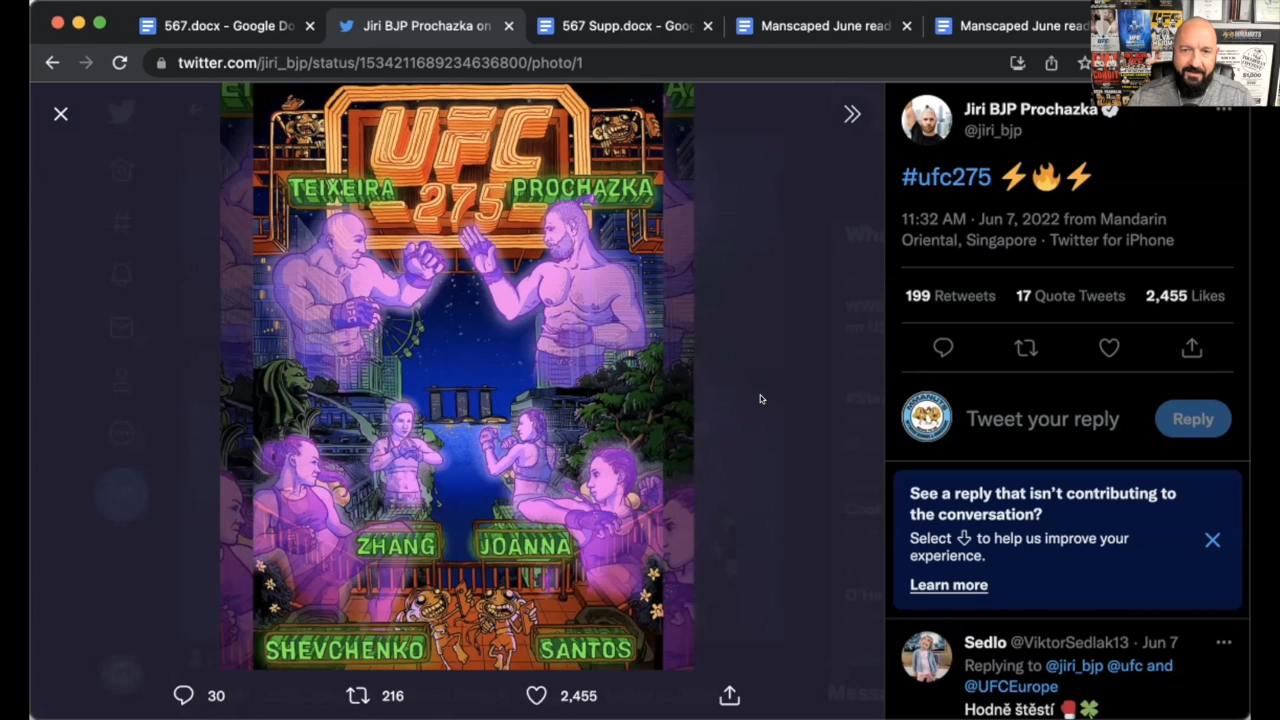 567.docx - Google Do
Jiri BJP Prochazka on
567 Supp.docx - Goog
Manscaped June read
Manscaped June read
twitter.com/jiri_bjp/status/1534211689234636800/photo/1
UFC
TEIXEIRA
275
PROCHAZKA
ZHANG
JOANNA
SHEVCHENKO
SANTOS
30
216
2,455
Jiri BJP Prochazka
@jiri_bjp
#ufc275 ⚡🔥⚡
11:32 AM · Jun 7, 2022 from Mandarin
Oriental, Singapore · Twitter for iPhone
199 Retweets 17 Quote Tweets 2,455 Likes
Tweet your reply
Reply
See a reply that isn’t contributing to
the conversation?
Select to help us improve your
experience.
Learn more
Sedlo @ViktorSedlak13 · Jun 7
Replying to @jiri_bjp @ufc and
@UFCEurope
Hodně štěstí 🥊🍀